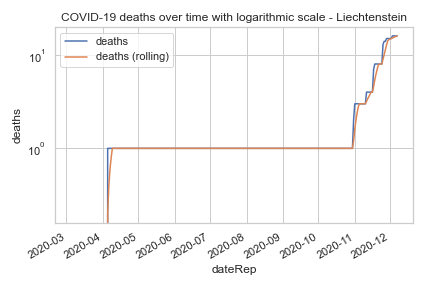 COVID-19 deaths over time with logarithmic scale - Liechtenstein
deaths
deaths (rolling)
10¹
10⁰
deaths
2020-03
2020-04
2020-05
2020-06
2020-07
2020-08
2020-09
2020-10
2020-11
2020-12
dateRep